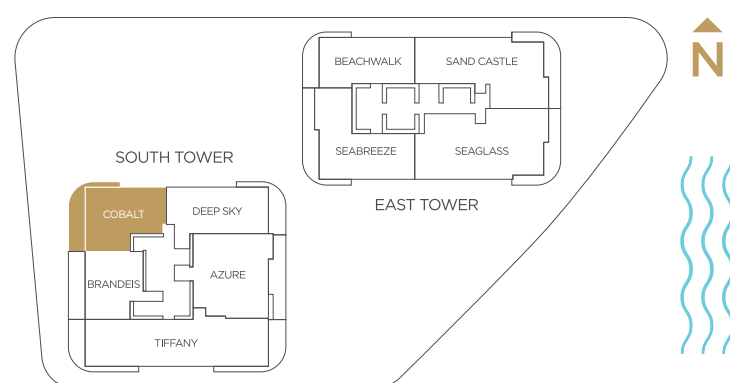 N
BEACHWALK
SAND CASTLE
SEABREEZE
SEAGLASS
EAST TOWER
SOUTH TOWER
COBALT
DEEP SKY
BRANDEIS
AZURE
TIFFANY